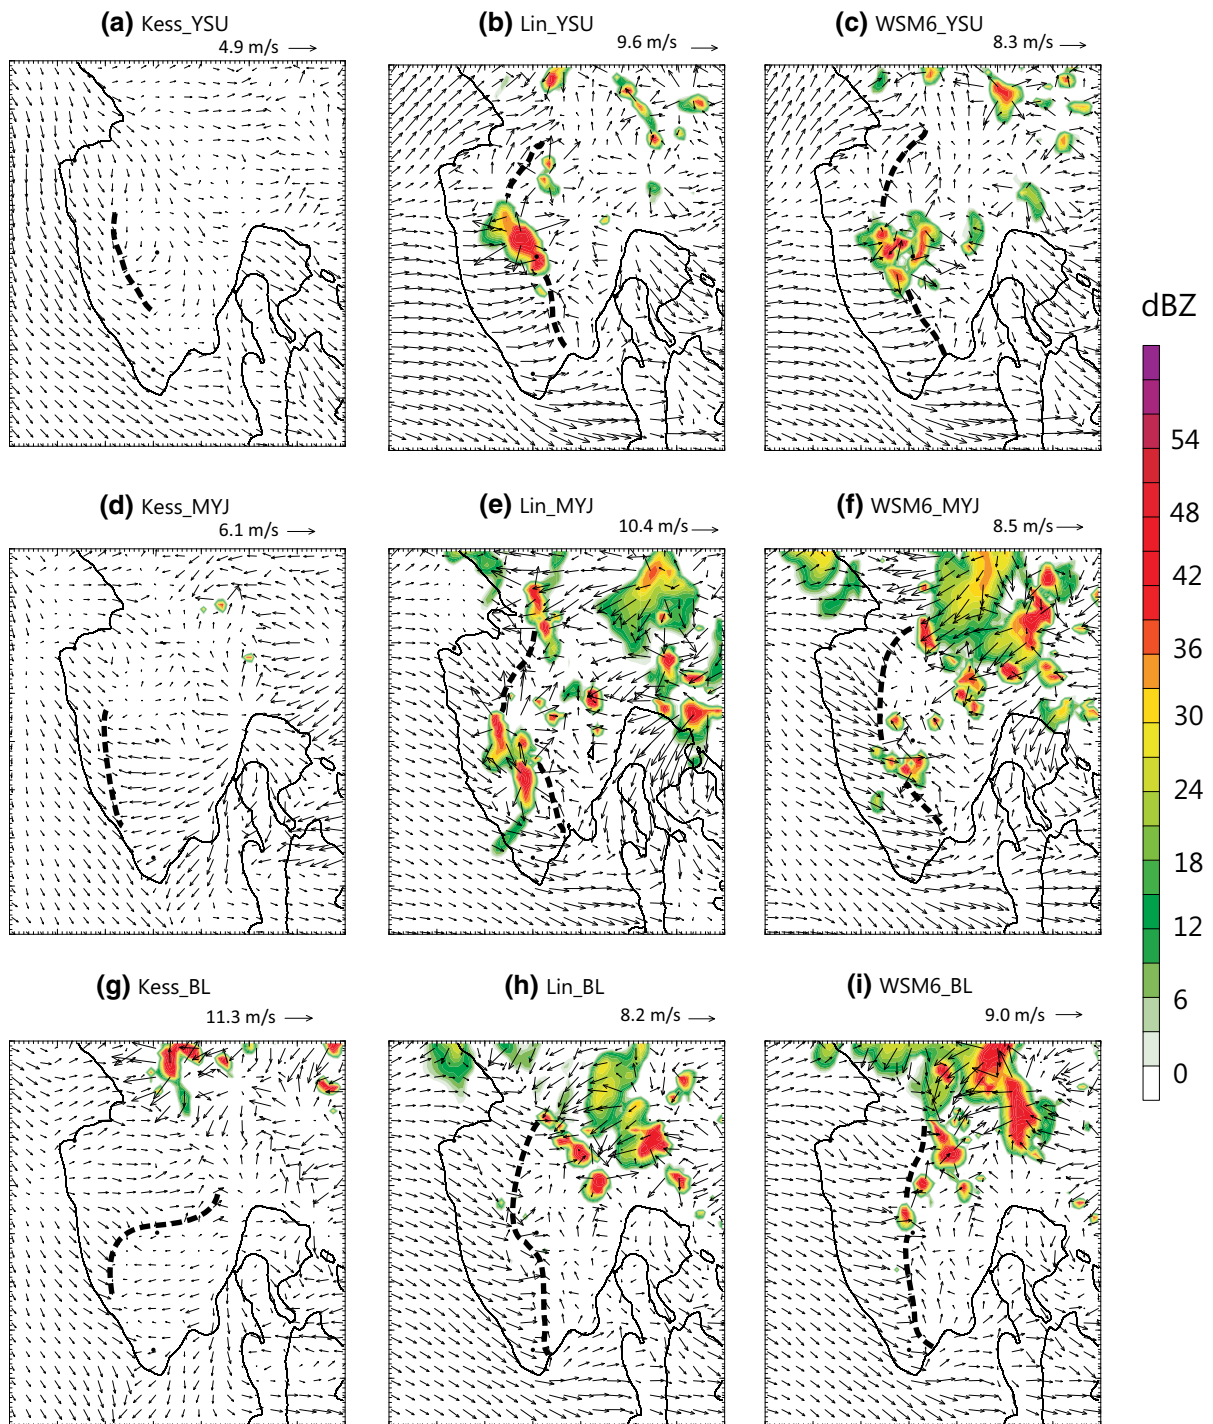 (a) Kess_YSU
4.9 m/s
(b) Lin_YSU
9.6 m/s
(c) WSM6_YSU
8.3 m/s
(d) Kess_MYJ
6.1 m/s
(e) Lin_MYJ
10.4 m/s
(f) WSM6_MYJ
8.5 m/s
(g) Kess_BL
11.3 m/s
(h) Lin_BL
8.2 m/s
(i) WSM6_BL
9.0 m/s
dBZ
54
48
42
36
30
24
18
12
6
0